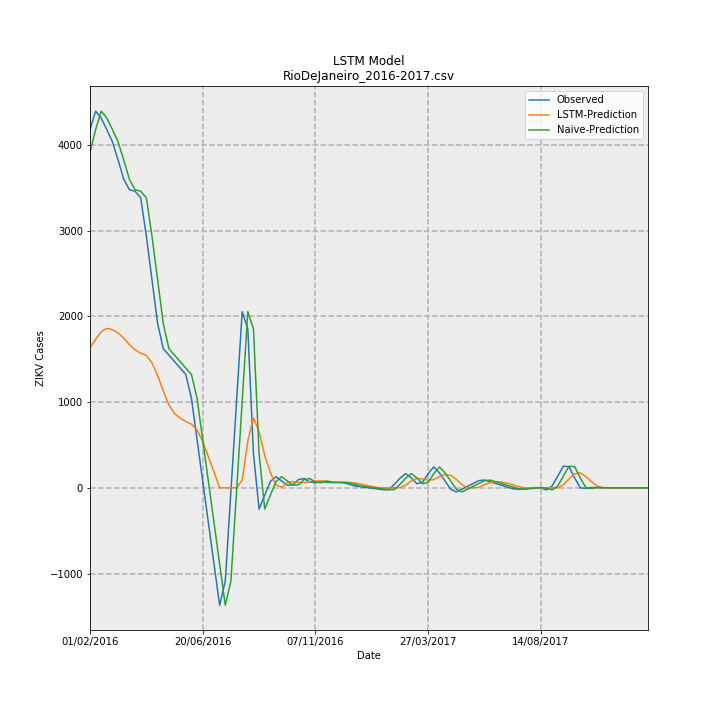 LSTM Model
RioDeJaneiro_2016-2017.csv
Observed
LSTM-Prediction
Naive-Prediction
ZIKV Cases
4000
3000
2000
1000
0
−1000
01/02/2016 20/06/2016 07/11/2016 27/03/2017 14/08/2017
Date